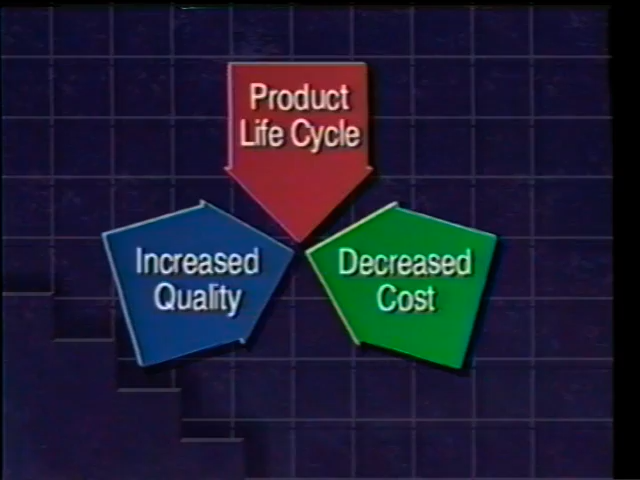 Product
Life Cycle
Increased
Quality
Decreased
Cost